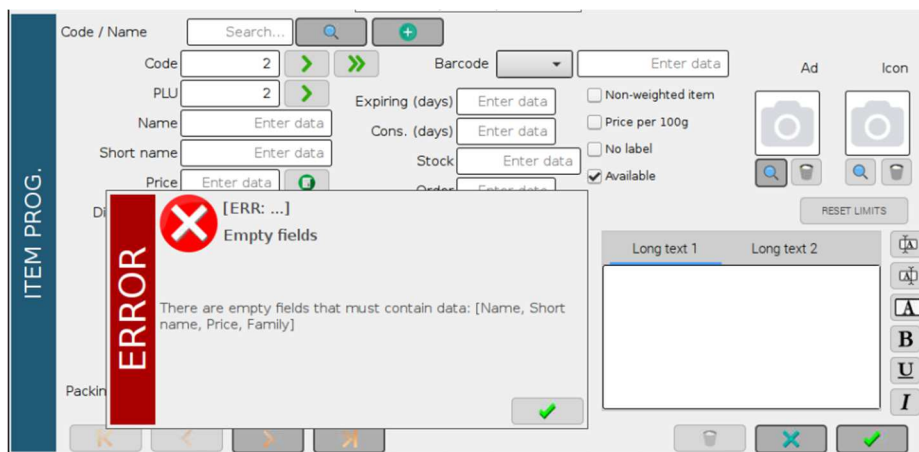 Code / Name Search...
Code 2 Barcode Enter data Ad Icon
PLU 2 Expiring (days) Enter data Non-weighted item
Name Enter data Cons. (days) Enter data Price per 100g
Short name Enter data Stock Enter data No label
Price Enter data Order Enter data Available
RESET LIMITS
ITEM PROG.
ERROR
[ERR: ...]
Empty fields
There are empty fields that must contain data: [Name, Short
name, Price, Family]
Long text 1 Long text 2
A
B
U
I